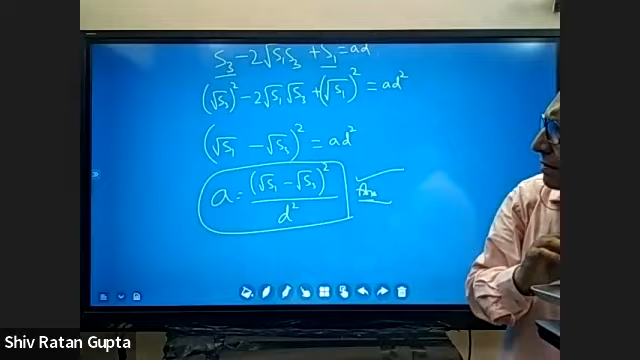 S₃ - 2√S₁S₃ + S₁ = ad
(√S₃)² - 2√S₁√S₃ + (√S₁)² = ad²
(√S₁ - √S₃)² = ad²
a = (√S₁ - √S₃)² / d² Ans
Shiv Ratan Gupta